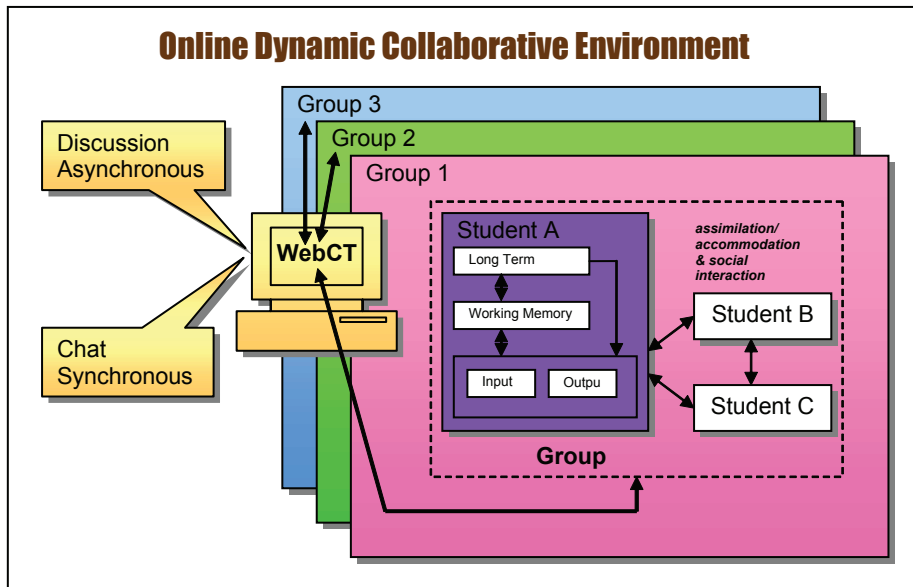 Online Dynamic Collaborative Environment
Group 3
Group 2
Group 1
Discussion
Asynchronous
WebCT
Chat
Synchronous
Student A
Long Term
Working Memory
Input
Outpu
assimilation/
accommodation
& social
interaction
Student B
Student C
Group